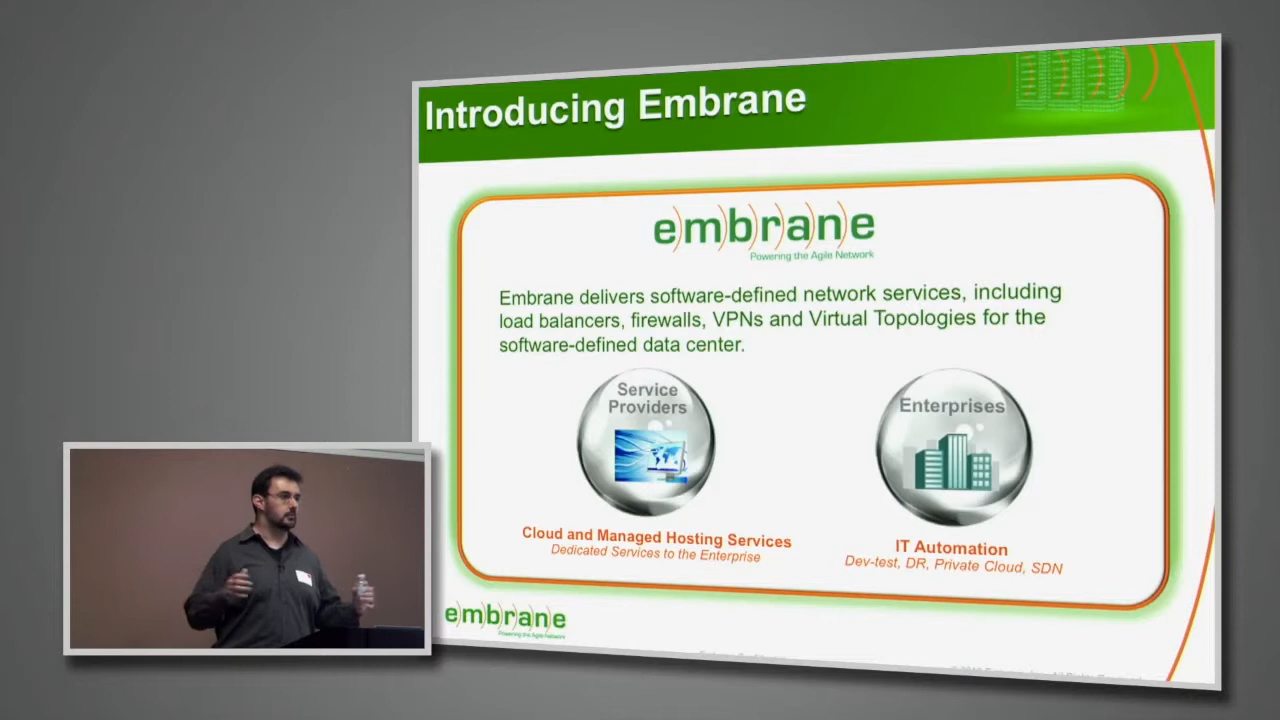 Introducing Embrane
embrane
Powering the Agile Network
Embrane delivers software-defined network services, including
load balancers, firewalls, VPNs and Virtual Topologies for the
software-defined data center.
Service
Providers
Enterprises
Cloud and Managed Hosting Services
Dedicated Services to the Enterprise
IT Automation
Dev-test, DR, Private Cloud, SDN
embrane
Powering the Agile Network